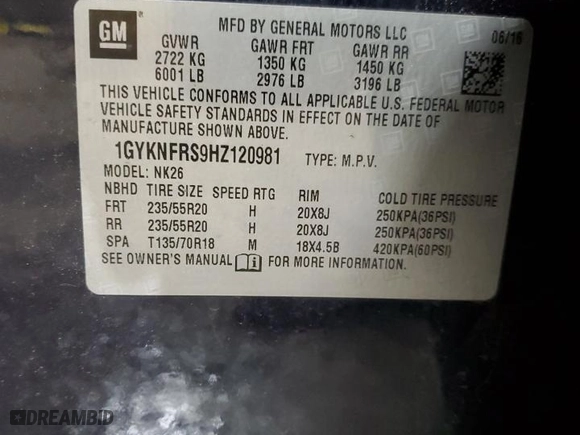 GM
MFD BY GENERAL MOTORS LLC
06/16
GVWR GAWR FRT GAWR RR
2722 KG 1350 KG 1450 KG
6001 LB 2976 LB 3196 LB
THIS VEHICLE CONFORMS TO ALL APPLICABLE U.S. FEDERAL MOTOR
VEHICLE SAFETY STANDARDS IN EFFECT ON THE DATE OF
MANUFACTURE SHOWN ABOVE.
1GYKNFRS9HZ120981 TYPE: M.P.V.
MODEL: NK26
NBHD TIRE SIZE SPEED RTG RIM COLD TIRE PRESSURE
FRT 235/55R20 H 20X8J 250KPA(36PSI)
RR 235/55R20 H 20X8J 250KPA(36PSI)
SPA T135/70R18 M 18X4.5B 420KPA(60PSI)
SEE OWNER'S MANUAL FOR MORE INFORMATION.
DREAMBID